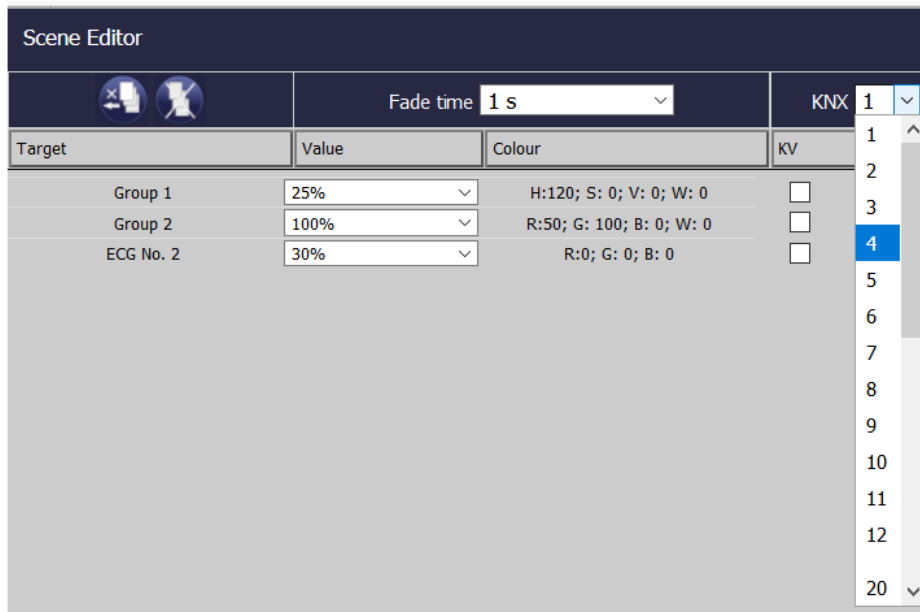 Scene Editor
Fade time 1 s KNX 1
Target Value Colour KV
Group 1 25% H:120; S: 0; V: 0; W: 0
Group 2 100% R:50; G: 100; B: 0; W: 0
ECG No. 2 30% R:0; G: 0; B: 0
1
2
3
4
5
6
7
8
9
10
11
12
20